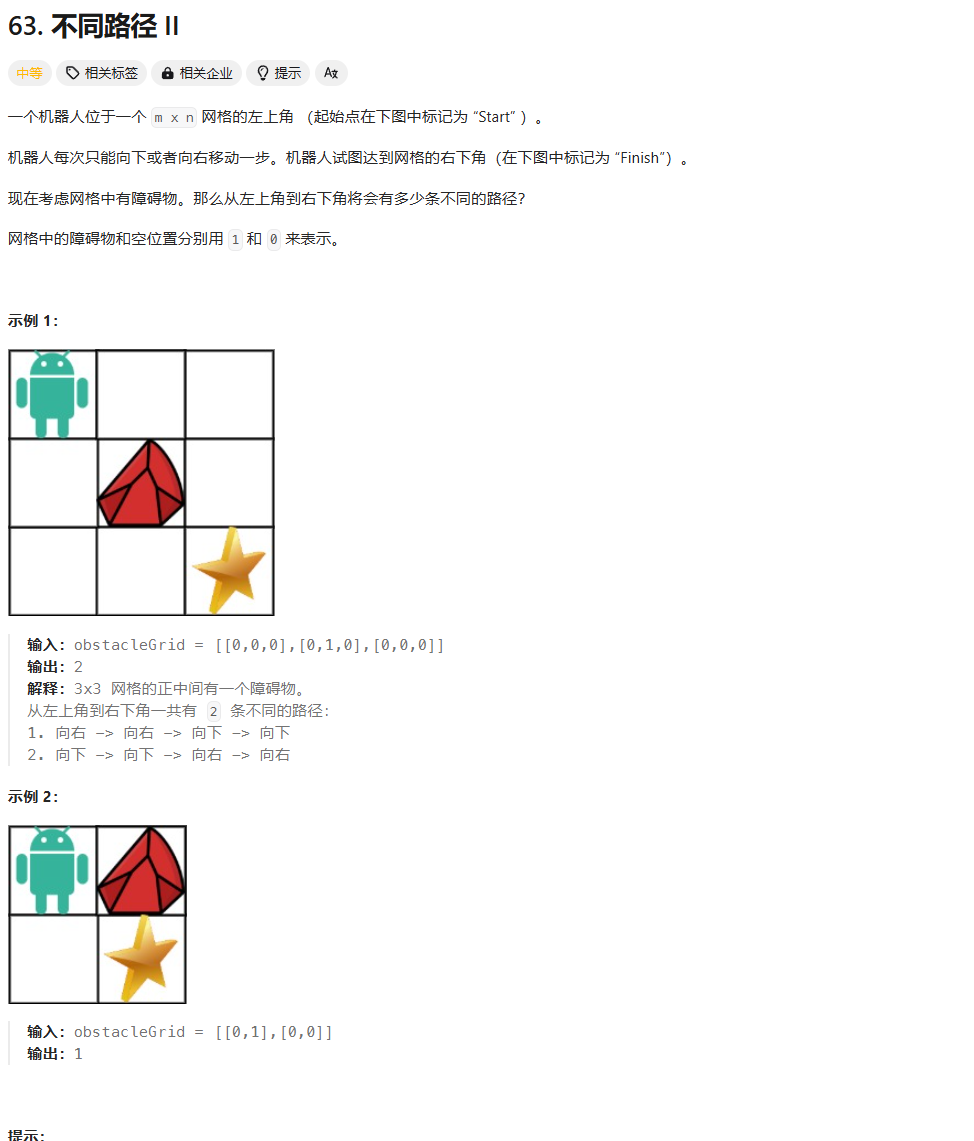 63. 不同路径 II
中等 相关标签 相关企业 提示 A文
一个机器人位于一个 m x n 网格的左上角 （起始点在下图中标记为 “Start” ）。
机器人每次只能向下或者向右移动一步。机器人试图达到网格的右下角（在下图中标记为 “Finish”）。
现在考虑网格中有障碍物。那么从左上角到右下角将会有多少条不同的路径？
网格中的障碍物和空位置分别用 1 和 0 来表示。
示例 1：
输入：obstacleGrid = [[0,0,0],[0,1,0],[0,0,0]]
输出：2
解释：3x3 网格的正中间有一个障碍物。
从左上角到右下角一共有 2 条不同的路径：
1. 向右 -> 向右 -> 向下 -> 向下
2. 向下 -> 向下 -> 向右 -> 向右
示例 2：
输入：obstacleGrid = [[0,1],[0,0]]
输出：1
提示：